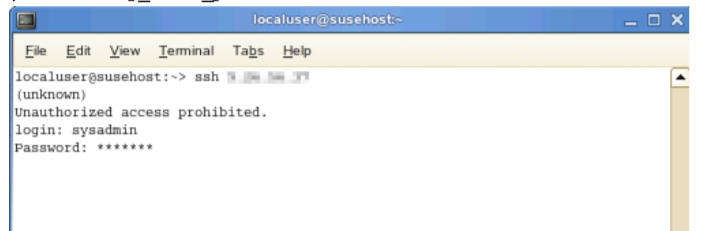 localuser@susehost:~
File Edit View Terminal Tabs Help
localuser@susehost:~> ssh
(unknown)
Unauthorized access prohibited.
login: sysadmin
Password: *******